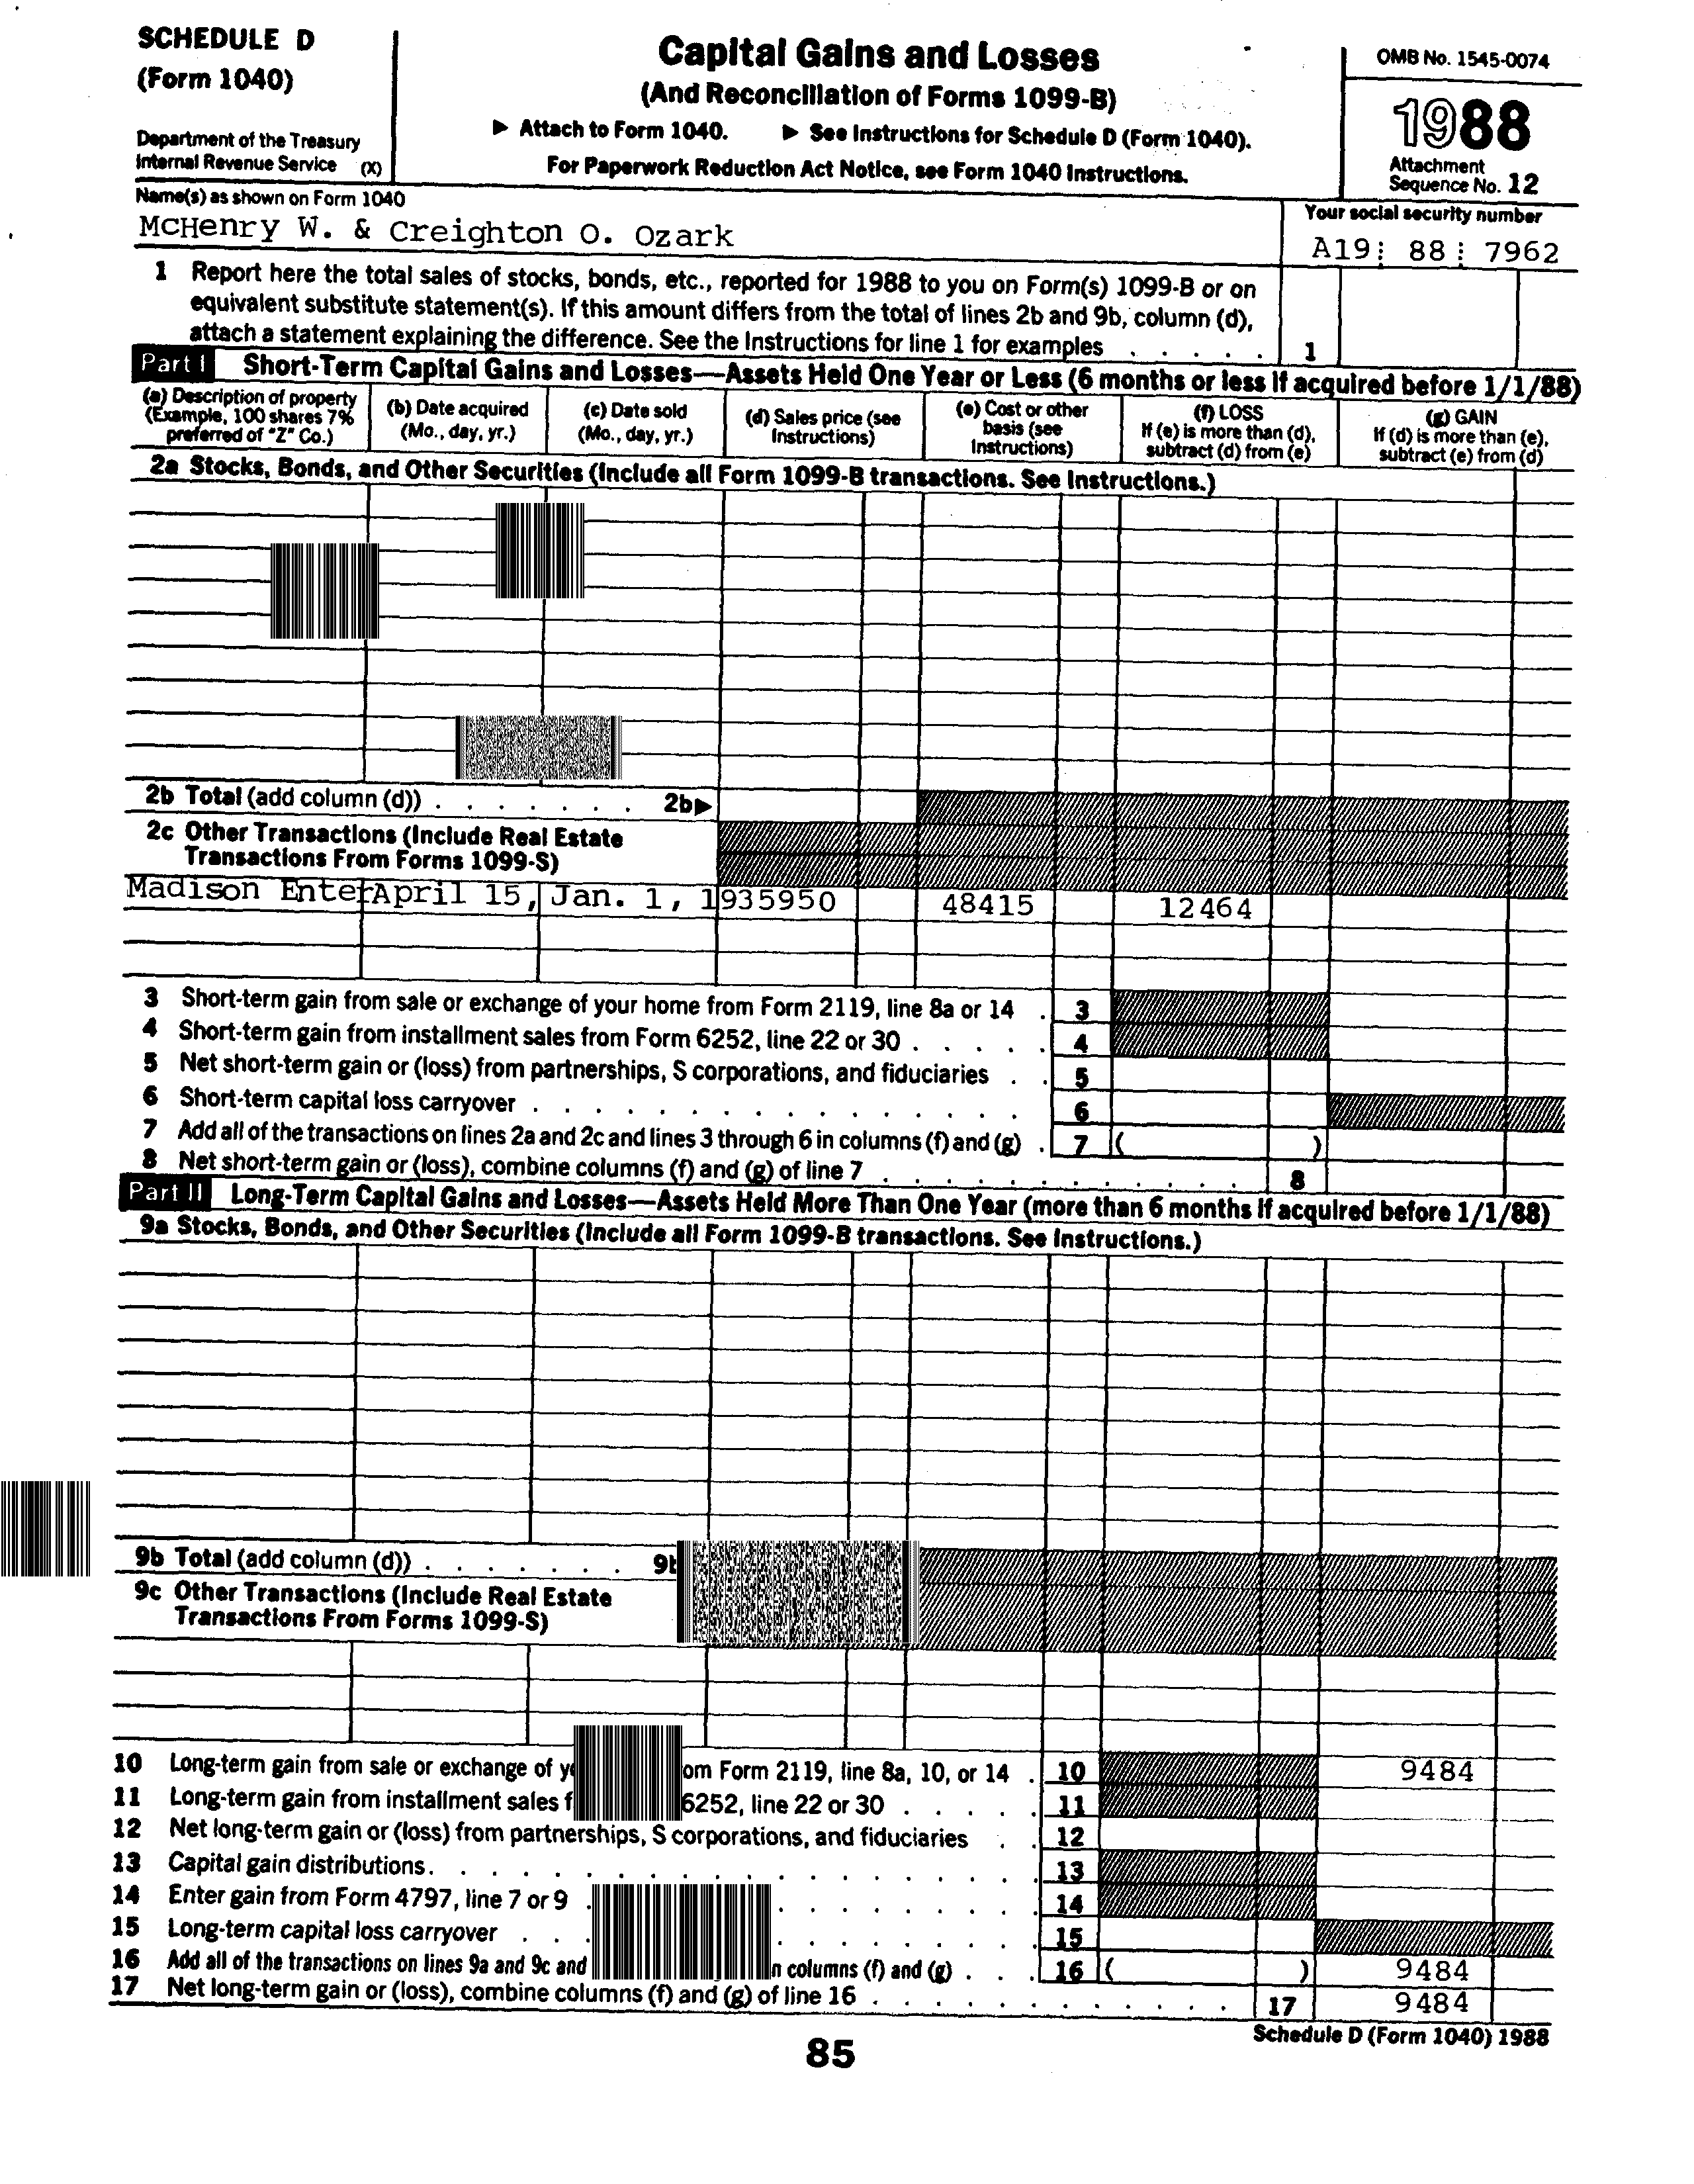 SCHEDULE D
(Form 1040)
Department of the Treasury
Internal Revenue Service (X)
Capital Gains and Losses
(And Reconciliation of Forms 1099-B)
▶ Attach to Form 1040. ▶ See Instructions for Schedule D (Form 1040).
For Paperwork Reduction Act Notice, see Form 1040 Instructions.
OMB No. 1545-0074
1988
Attachment
Sequence No. 12
Name(s) as shown on Form 1040
McHenry W. & Creighton O. Ozark
Your social security number
A19 88 7962
1 Report here the total sales of stocks, bonds, etc., reported for 1988 to you on Form(s) 1099-B or on
equivalent substitute statement(s). If this amount differs from the total of lines 2b and 9b, column (d),
attach a statement explaining the difference. See the Instructions for line 1 for examples . . . . . 1
Part I Short-Term Capital Gains and Losses—Assets Held One Year or Less (6 months or less if acquired before 1/1/88)
(a) Description of property
(Example, 100 shares 7%
preferred of "Z" Co.)
(b) Date acquired
(Mo., day, yr.)
(c) Date sold
(Mo., day, yr.)
(d) Sales price (see
Instructions)
(e) Cost or other
basis (see
Instructions)
(f) LOSS
If (e) is more than (d),
subtract (d) from (e)
(g) GAIN
If (d) is more than (e),
subtract (e) from (d)
2a Stocks, Bonds, and Other Securities (Include all Form 1099-B transactions. See Instructions.)
2b Total (add column (d)) . . . . . . . 2b▶
2c Other Transactions (Include Real Estate
Transactions From Forms 1099-S)
Madison Enter April 15, Jan. 1, 1935950 48415 12464
3 Short-term gain from sale or exchange of your home from Form 2119, line 8a or 14 . 3
4 Short-term gain from installment sales from Form 6252, line 22 or 30 . . . . . 4
5 Net short-term gain or (loss) from partnerships, S corporations, and fiduciaries . . 5
6 Short-term capital loss carryover . . . . . . . . . . . . . . . . . 6
7 Add all of the transactions on lines 2a and 2c and lines 3 through 6 in columns (f) and (g) . 7 ( )
8 Net short-term gain or (loss), combine columns (f) and (g) of line 7 . . . . . . . . . . . . 8
Part II Long-Term Capital Gains and Losses—Assets Held More Than One Year (more than 6 months if acquired before 1/1/88)
9a Stocks, Bonds, and Other Securities (Include all Form 1099-B transactions. See Instructions.)
9b Total (add column (d)) . . . . . . .
9c Other Transactions (Include Real Estate
Transactions From Forms 1099-S)
10 Long-term gain from sale or exchange of om Form 2119, line 8a, 10, or 14 . 10 9484
11 Long-term gain from installment sales f 6252, line 22 or 30 . . . . . 11
12 Net long-term gain or (loss) from partnerships, S corporations, and fiduciaries . . 12
13 Capital gain distributions. . . . . . . . . . . . . . . . . . . . 13
14 Enter gain from Form 4797, line 7 or 9 . . . . . . . . . 14
15 Long-term capital loss carryover . . . . . . . . . . . 15
16 Add all of the transactions on lines 9a and 9c and n columns (f) and (g) . . . 16 ( ) 9484
17 Net long-term gain or (loss), combine columns (f) and (g) of line 16 . . . . . . . . . . . . 17 9484
Schedule D (Form 1040) 1988
85